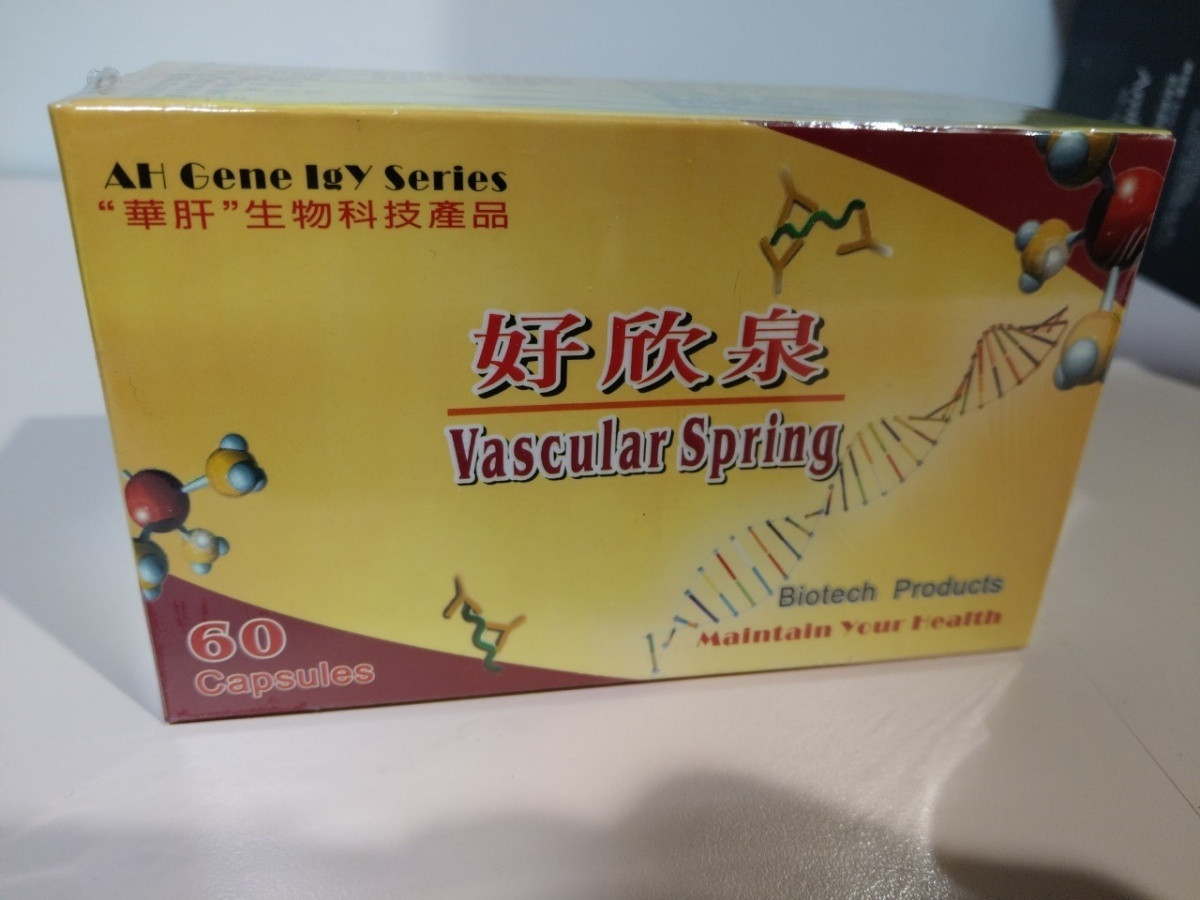 AH Gene IgY Series
“華肝”生物科技產品
好欣泉
Vascular Spring
Biotech Products
Maintain Your Health
60
Capsules